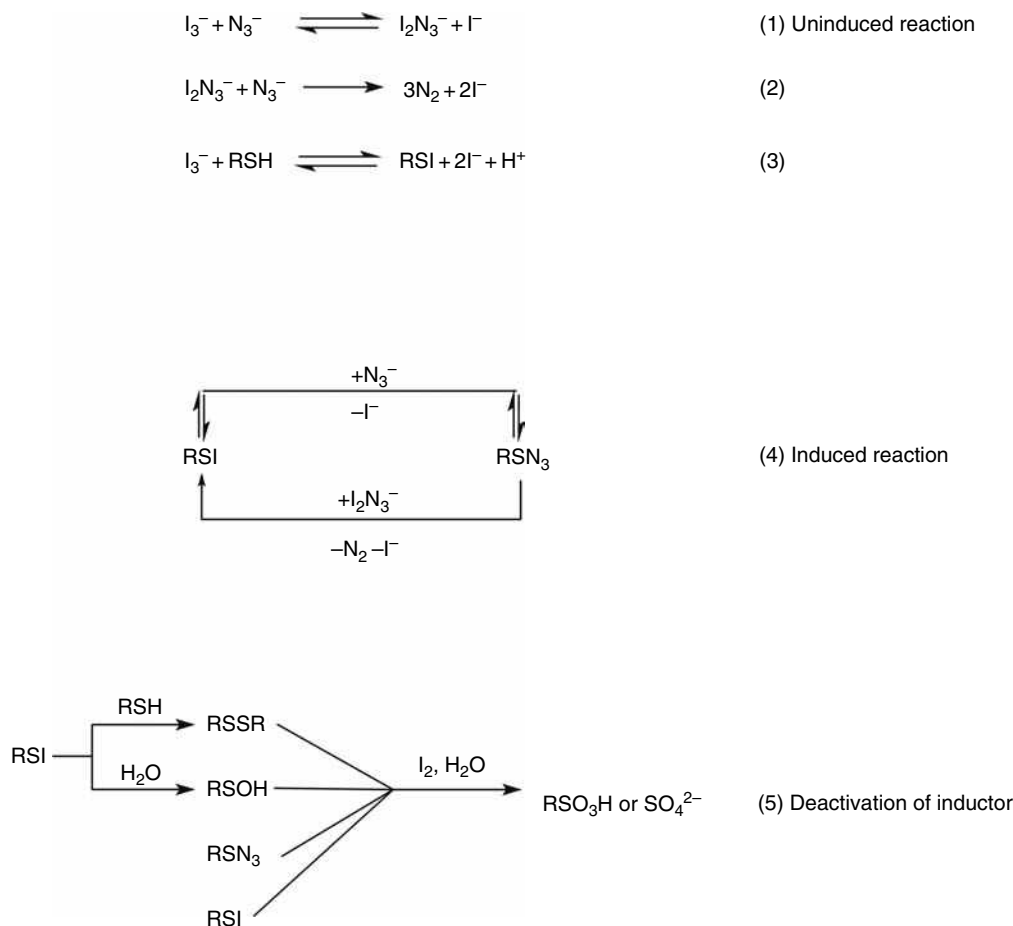 I₃⁻ + N₃⁻ ⇌ I₂N₃⁻ + I⁻ (1) Uninduced reaction
I₂N₃⁻ + N₃⁻ → 3N₂ + 2I⁻ (2)
I₃⁻ + RSH ⇌ RSI + 2I⁻ + H⁺ (3)
+N₃⁻
–I⁻
RSI RSN₃ (4) Induced reaction
+I₂N₃⁻
–N₂ –I⁻
RSH
RSSR
RSI
H₂O
RSOH
I₂, H₂O
RSO₃H or SO₄²⁻ (5) Deactivation of inductor
RSN₃
RSI